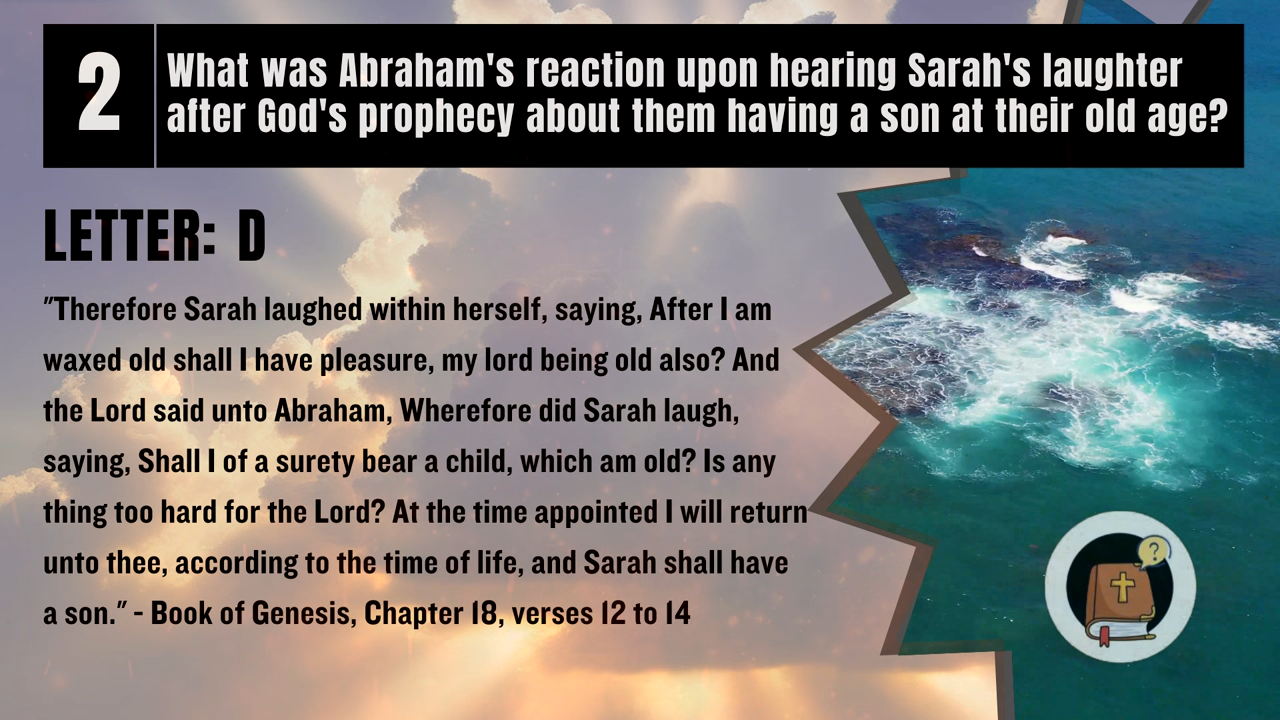 2
What was Abraham's reaction upon hearing Sarah's laughter
after God's prophecy about them having a son at their old age?
LETTER: D
"Therefore Sarah laughed within herself, saying, After I am
waxed old shall I have pleasure, my lord being old also? And
the Lord said unto Abraham, Wherefore did Sarah laugh,
saying, Shall I of a surety bear a child, which am old? Is any
thing too hard for the Lord? At the time appointed I will return
unto thee, according to the time of life, and Sarah shall have
a son." - Book of Genesis, Chapter 18, verses 12 to 14
?